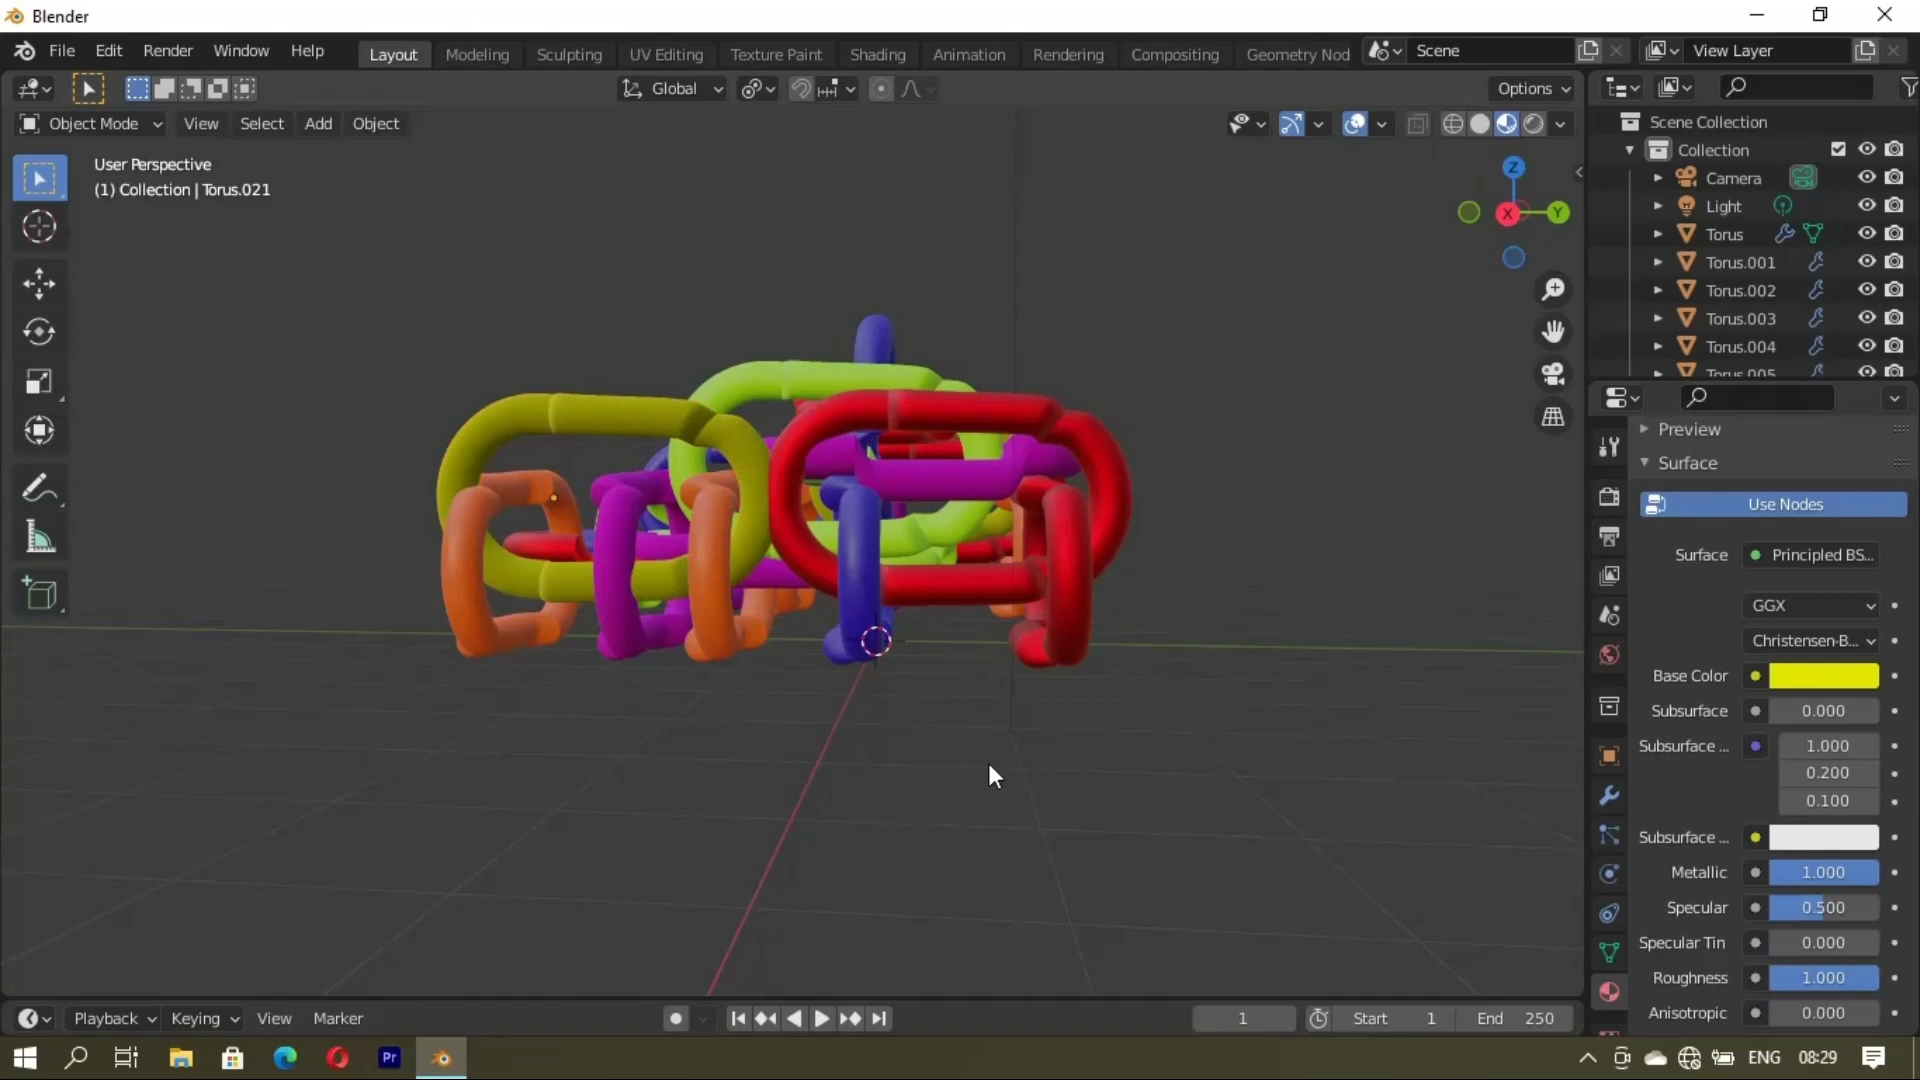 Blender
File Edit Render Window Help Layout Modeling Sculpting UV Editing Texture Paint Shading Animation Rendering Compositing Geometry Nod Scene View Layer
Global Options
Object Mode View Select Add Object
User Perspective
(1) Collection | Torus.021
Z
X
Y
Scene Collection
Collection
Camera
Light
Torus
Torus.001
Torus.002
Torus.003
Torus.004
Torus.005
Preview
Surface
Use Nodes
Surface Principled BS...
GGX
Christensen-B...
Base Color
Subsurface 0.000
Subsurface ... 1.000
0.200
0.100
Subsurface ...
Metallic 1.000
Specular 0.500
Specular Tin 0.000
Roughness 1.000
Anisotropic 0.000
Playback Keying View Marker 1 Start 1 End 250
Pr ENG 08:29